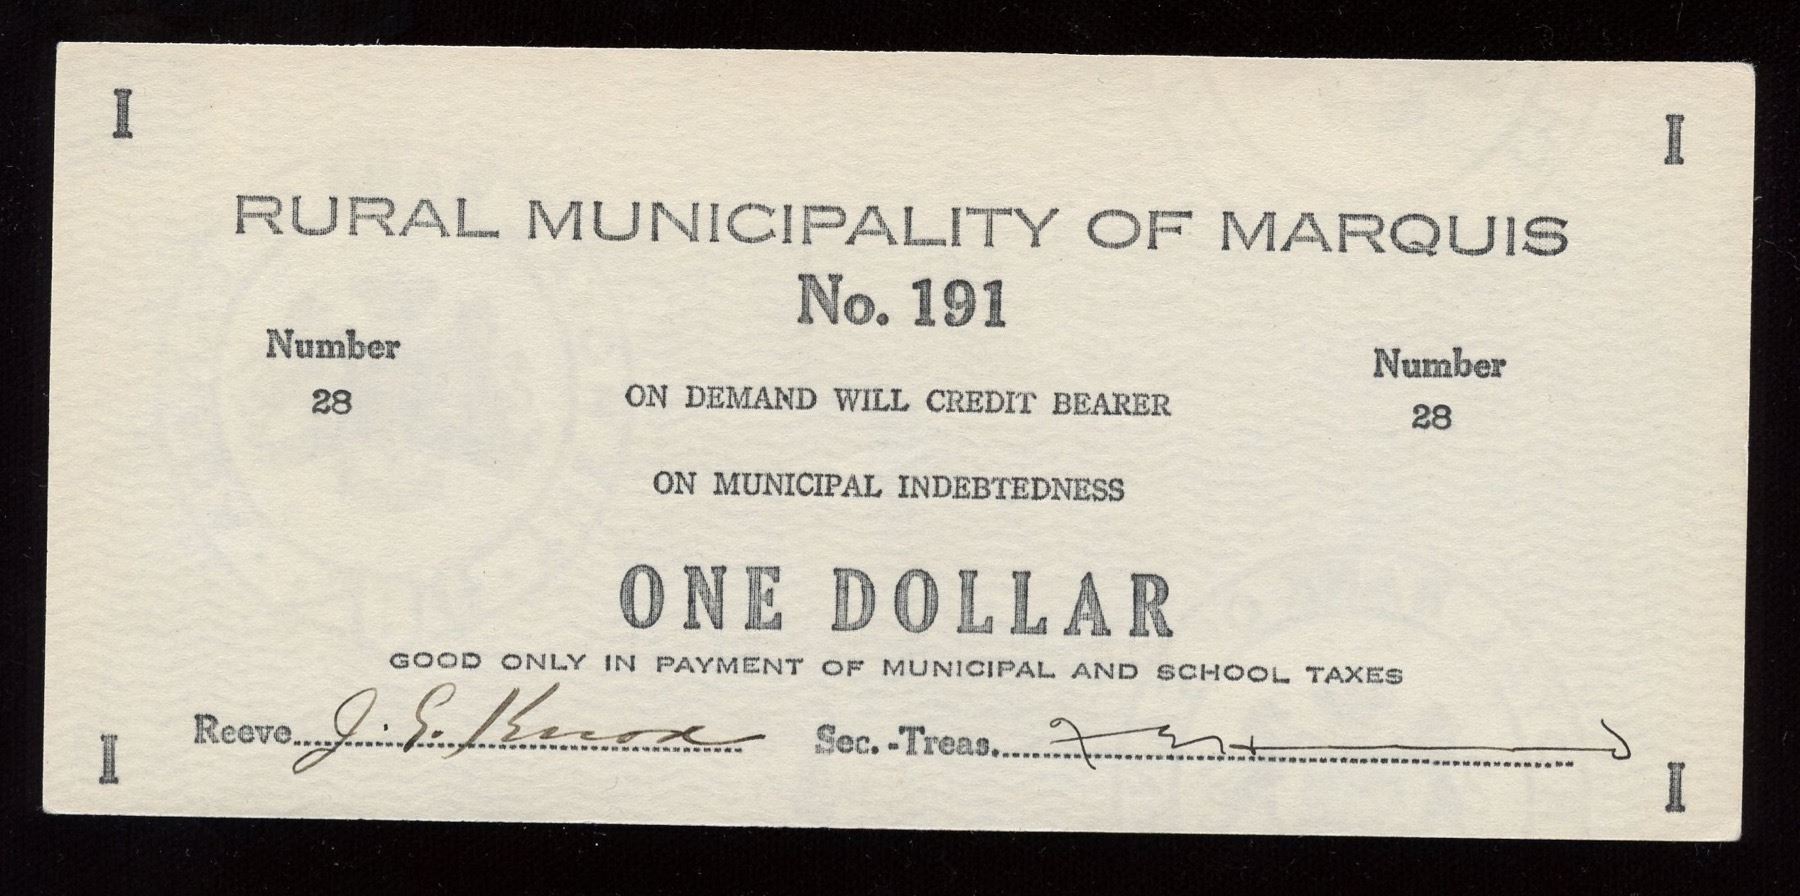 I I
RURAL MUNICIPALITY OF MARQUIS
No. 191
Number Number
28 28
ON DEMAND WILL CREDIT BEARER
ON MUNICIPAL INDEBTEDNESS
ONE DOLLAR
GOOD ONLY IN PAYMENT OF MUNICIPAL AND SCHOOL TAXES
Reeve J. E. Knox Sec.-Treas.
I I